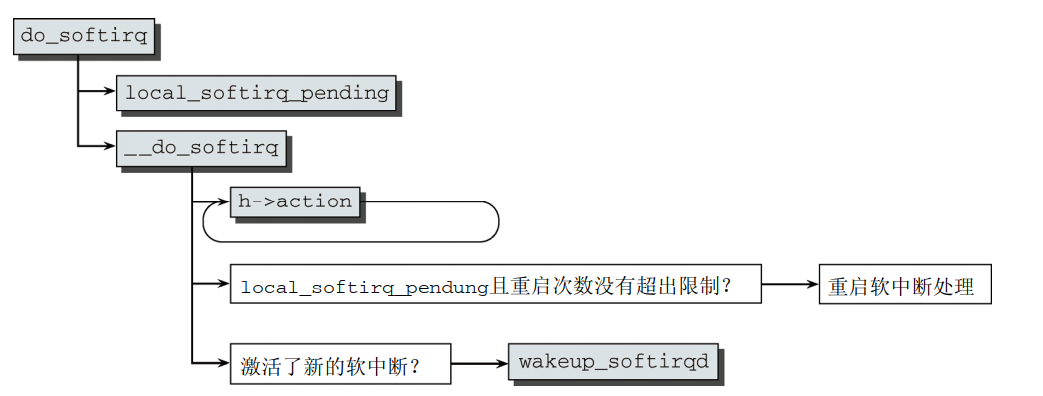 do_softirq
local_softirq_pending
__do_softirq
h->action
local_softirq_pendung且重启次数没有超出限制？
重启软中断处理
激活了新的软中断？
wakeup_softirqd